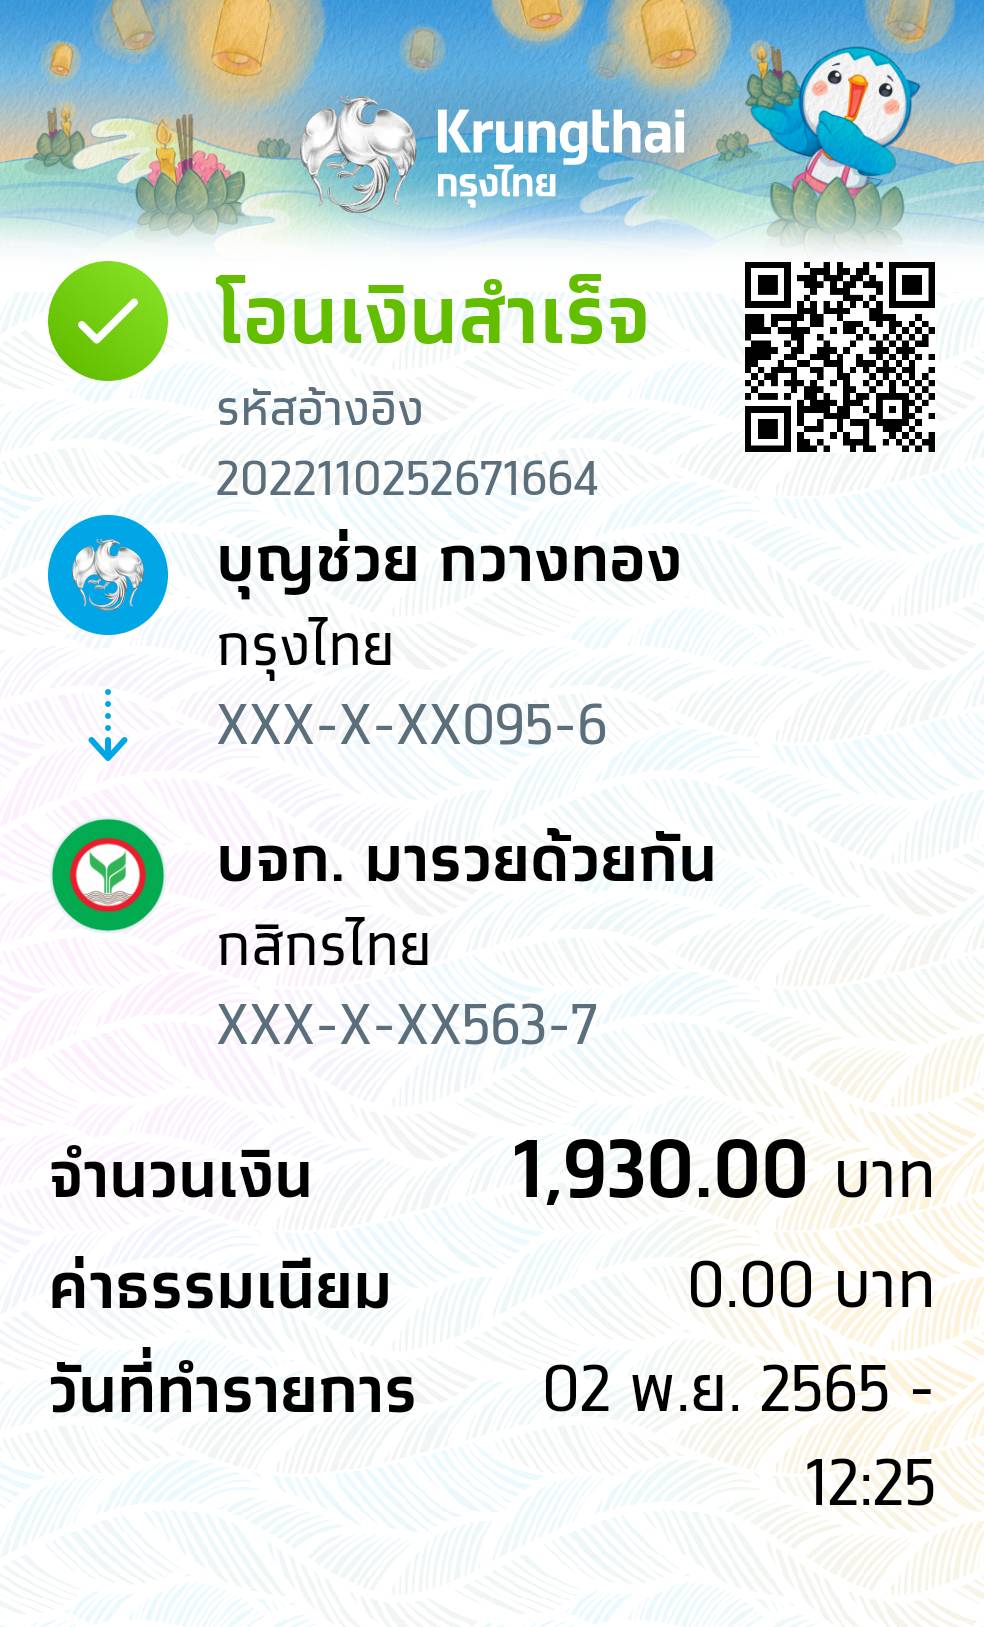 Krungthai
กรุงไทย
โอนเงินสำเร็จ
รหัสอ้างอิง
2022110252671664
บุญช่วย กวางทอง
กรุงไทย
XXX-X-XX095-6
บจก. มารวยด้วยกัน
กสิกรไทย
XXX-X-XX563-7
จำนวนเงิน 1,930.00 บาท
ค่าธรรมเนียม 0.00 บาท
วันที่ทำรายการ 02 พ.ย. 2565 -
12:25